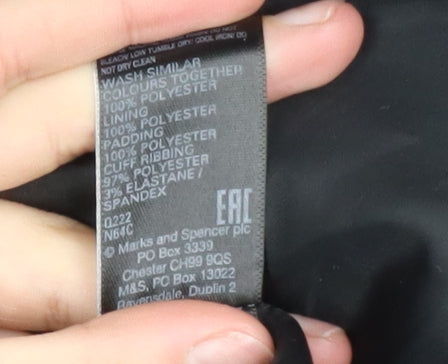 BLEACH/ LOW TUMBLE DRY/ COOL IRON/ DO
NOT DRY CLEAN
WASH SIMILAR
COLOURS TOGETHER
100% POLYESTER
LINING
100% POLYESTER
PADDING
100% POLYESTER
CUFF RIBBING
97% POLYESTER
3% ELASTANE /
SPANDEX
Q222
N64C
EAC
© Marks and Spencer plc
PO Box 3339
Chester CH99 9QS
M&S, PO Box 13022
Ravensdale, Dublin 2